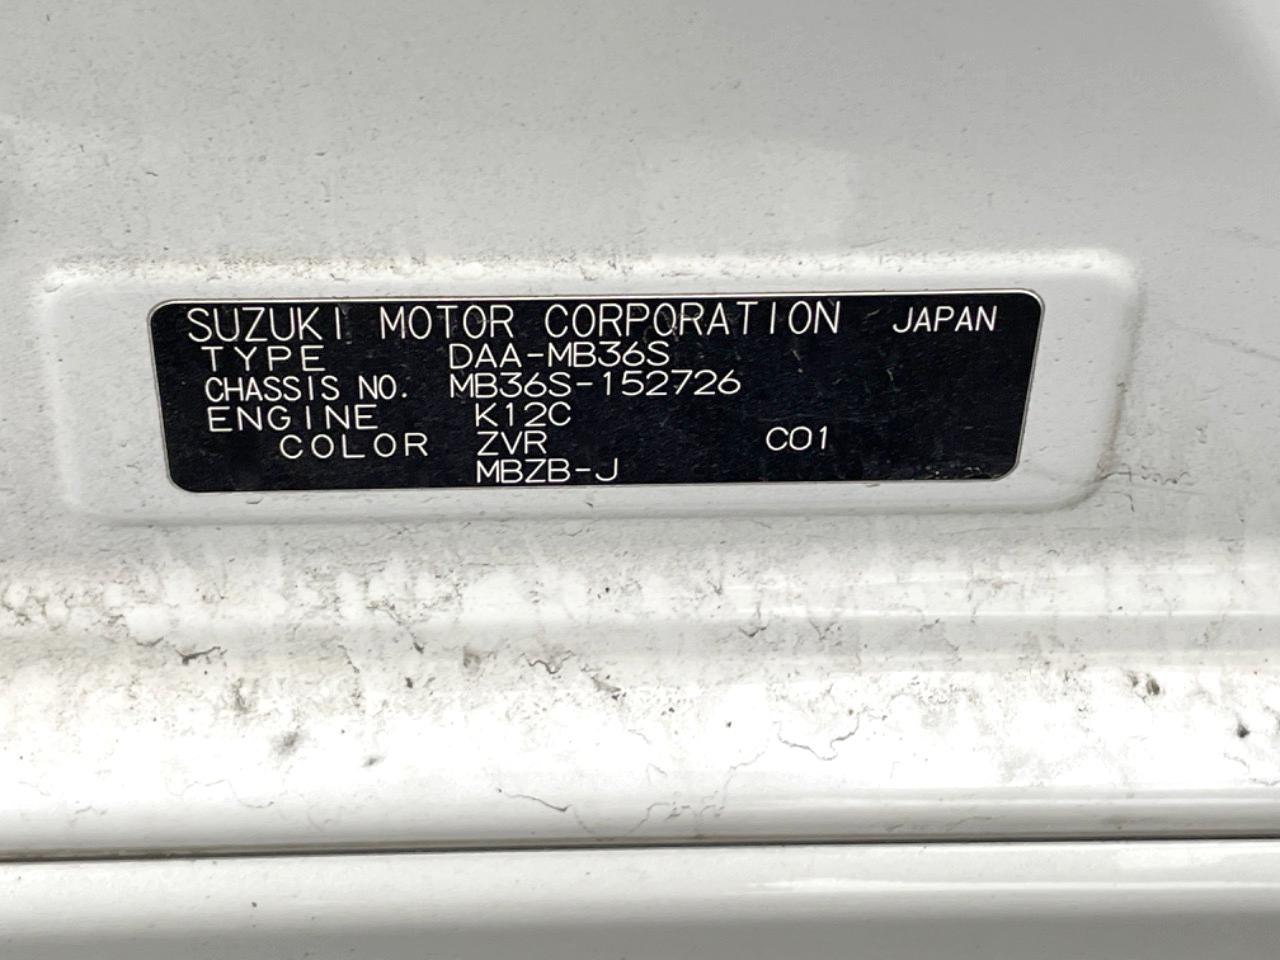 SUZUKI MOTOR CORPORATION JAPAN
TYPE DAA-MB36S
CHASSIS NO. MB36S-152726
ENGINE K12C
COLOR ZVR C01
MBZB-J